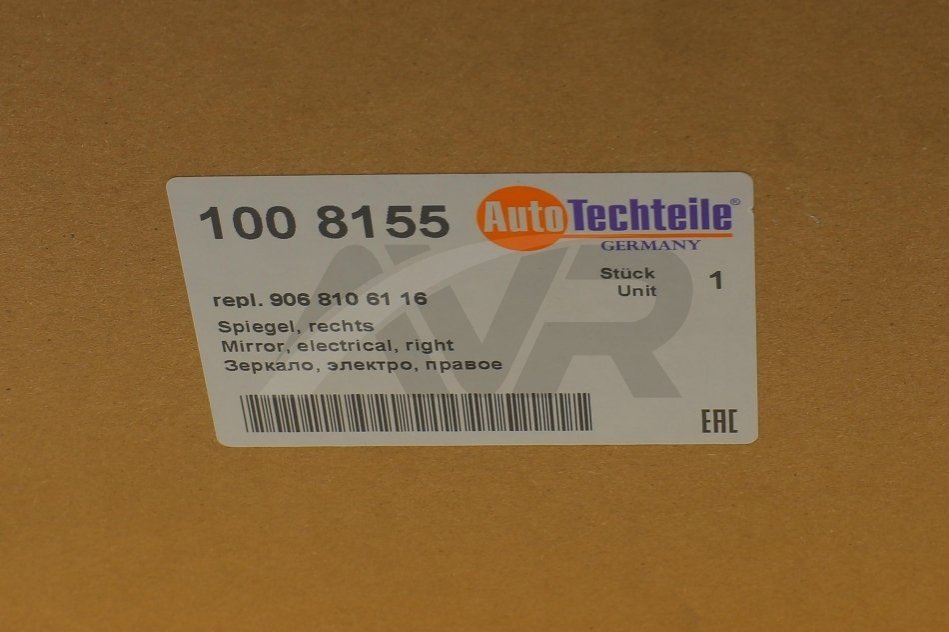 100 8155
AutoTechteile®
GERMANY
Stück 1
Unit
repl. 906 810 61 16
Spiegel, rechts
Mirror, electrical, right
Зеркало, электро, правое
EAC
AVR